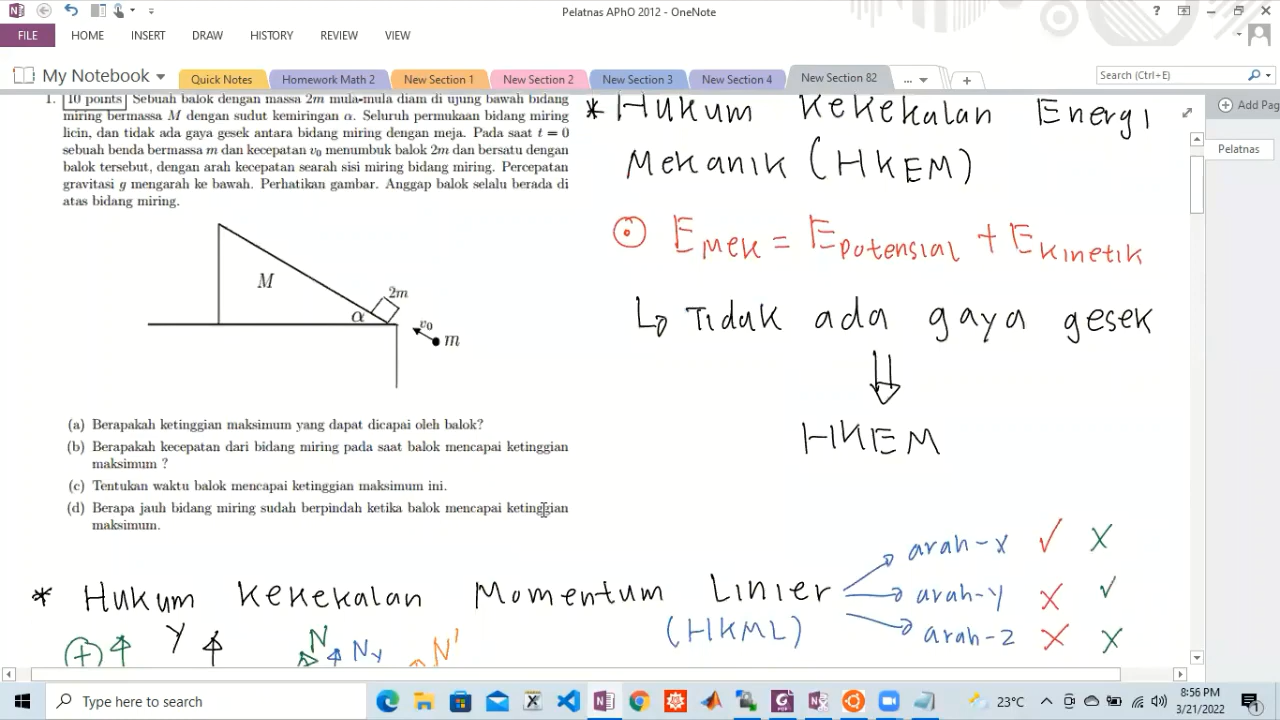 Pelatnas APhO 2012 - OneNote
FILE HOME INSERT DRAW HISTORY REVIEW VIEW
My Notebook Quick Notes Homework Math 2 New Section 1 New Section 2 New Section 3 New Section 4 New Section 82 ... Search (Ctrl+E)
Add Pag
Pelatnas
1. 10 points Sebuah balok dengan massa 2m mula-mula diam di ujung bawah bidang
miring bermassa M dengan sudut kemiringan α. Seluruh permukaan bidang miring
licin, dan tidak ada gaya gesek antara bidang miring dengan meja. Pada saat t = 0
sebuah benda bermassa m dan kecepatan v₀ menumbuk balok 2m dan bersatu dengan
balok tersebut, dengan arah kecepatan searah sisi miring bidang miring. Percepatan
gravitasi g mengarah ke bawah. Perhatikan gambar. Anggap balok selalu berada di
atas bidang miring.
M
2m
α
v₀
m
(a) Berapakah ketinggian maksimum yang dapat dicapai oleh balok?
(b) Berapakah kecepatan dari bidang miring pada saat balok mencapai ketinggian
maksimum ?
(c) Tentukan waktu balok mencapai ketinggian maksimum ini.
(d) Berapa jauh bidang miring sudah berpindah ketika balok mencapai ketinggian
maksimum.
* Hukum Kekekalan Energi
Mekanik (HKEM)
E Mek = E Potensial + E Kinetik
↳ Tidak ada gaya gesek
⇓
HKEM
* Hukum Kekekalan Momentum Linier
(HKML)
arah-x ✓ X
arah-y X ✓
arah-z X X
+ Y N Ny N'
Type here to search 23°C 8:56 PM
3/21/2022